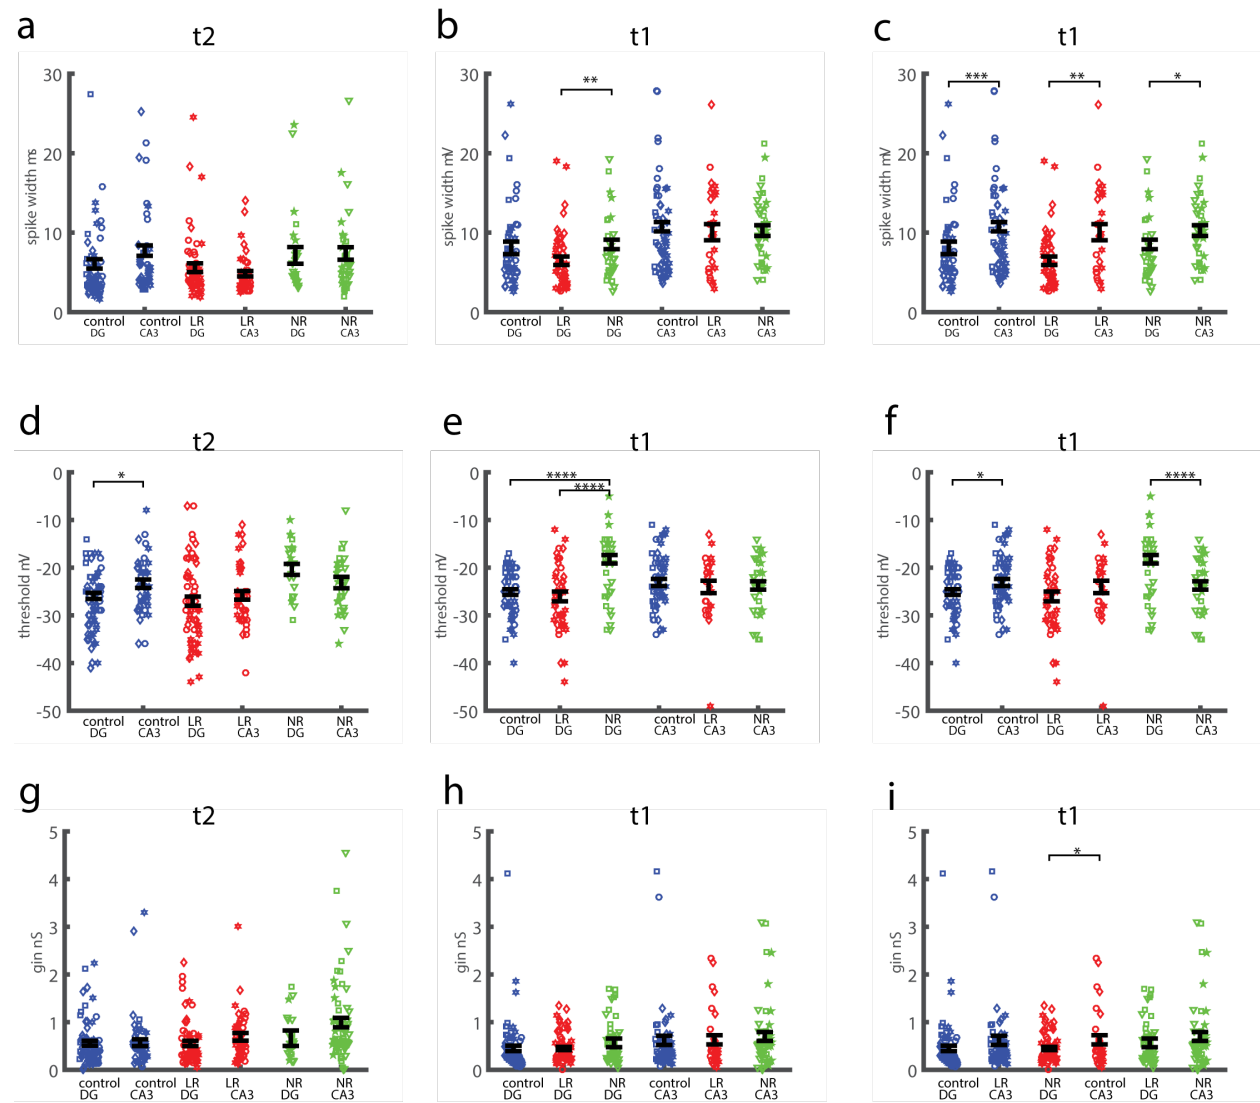 a
t2
b
t1
c
t1
spike width ms
30
20
10
0
control DG
control CA3
LR DG
LR CA3
NR DG
NR CA3
spike width mV
30
20
10
0
**
control DG
LR DG
NR DG
control CA3
LR CA3
NR CA3
spike width mV
30
20
10
0
***
**
*
control DG
control CA3
LR DG
LR CA3
NR DG
NR CA3
d
t2
e
t1
f
t1
threshold mV
0
-10
-20
-30
-40
-50
*
control DG
control CA3
LR DG
LR CA3
NR DG
NR CA3
threshold mV
0
-10
-20
-30
-40
-50
****
****
control DG
LR DG
NR DG
control CA3
LR CA3
NR CA3
threshold mV
0
-10
-20
-30
-40
-50
*
****
control DG
control CA3
LR DG
LR CA3
NR DG
NR CA3
g
t2
h
t1
i
t1
gin nS
5
4
3
2
1
0
control DG
control CA3
LR DG
LR CA3
NR DG
NR CA3
gin nS
5
4
3
2
1
0
control DG
LR DG
NR DG
control CA3
LR CA3
NR CA3
gin nS
5
4
3
2
1
0
*
control DG
LR CA3
NR DG
control CA3
LR DG
NR CA3